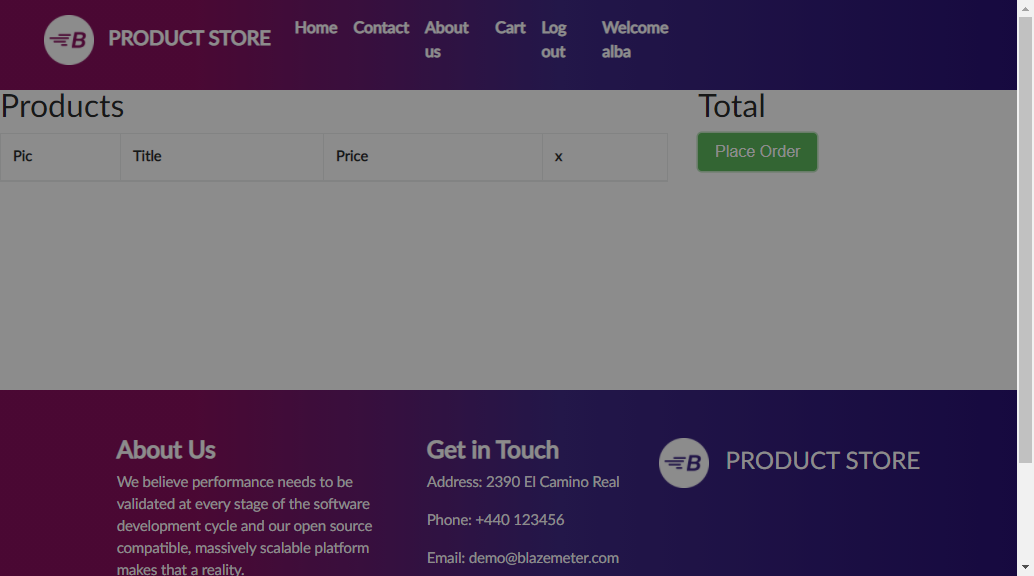 B PRODUCT STORE Home Contact About us Cart Log out Welcome alba
Products
Total
Pic Title Price x
Place Order
About Us
We believe performance needs to be
validated at every stage of the software
development cycle and our open source
compatible, massively scalable platform
makes that a reality.
Get in Touch
Address: 2390 El Camino Real
Phone: +440 123456
Email: demo@blazemeter.com
B PRODUCT STORE